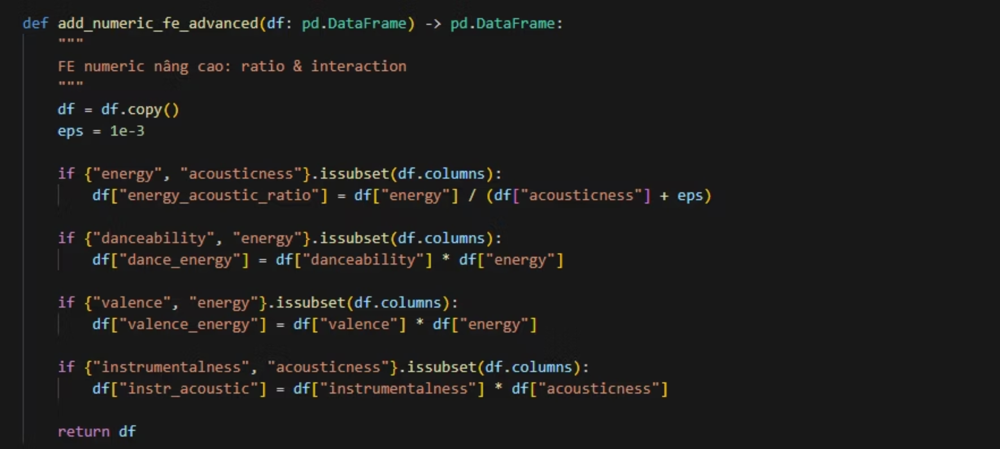 def add_numeric_fe_advanced(df: pd.DataFrame) -> pd.DataFrame:
    """
    FE numeric nâng cao: ratio & interaction
    """
    df = df.copy()
    eps = 1e-3

    if {"energy", "acousticness"}.issubset(df.columns):
        df["energy_acoustic_ratio"] = df["energy"] / (df["acousticness"] + eps)

    if {"danceability", "energy"}.issubset(df.columns):
        df["dance_energy"] = df["danceability"] * df["energy"]

    if {"valence", "energy"}.issubset(df.columns):
        df["valence_energy"] = df["valence"] * df["energy"]

    if {"instrumentalness", "acousticness"}.issubset(df.columns):
        df["instr_acoustic"] = df["instrumentalness"] * df["acousticness"]

    return df